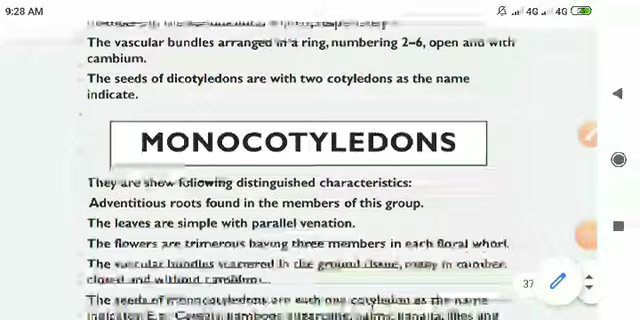 9:28 AM
4G
4G
The vascular bundles arranged in a ring, numbering 2–6, open and with
cambium.
The seeds of dicotyledons are with two cotyledons as the name
indicate.
MONOCOTYLEDONS
They are show following distinguished characteristics:
Adventitious roots found in the members of this group.
The leaves are simple with parallel venation.
The flowers are trimerous having three members in each floral whorl.
The vascular bundles scattered in the ground tissue, many in number,
closed and without cambium.
The seeds of monocotyledons are with one cotyledon as the name
37